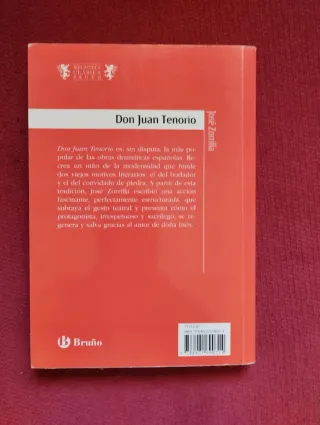 BIBLIOTECA
CLÁSICA
BRUÑO
Don Juan Tenorio
José Zorrilla
Don Juan Tenorio es, sin disputa, la más po-
pular de las obras dramáticas españolas. Re-
crea un mito de la modernidad que funde
dos viejos motivos literarios: el del burlador
y el del convidado de piedra. A partir de esta
tradición, José Zorrilla escribió una acción
fascinante, perfectamente estructurada, que
subraya el gesto teatral y presenta cómo el
protagonista, irrespetuoso y sacrílego, se re-
genera y salva gracias al amor de doña Inés.
Bruño